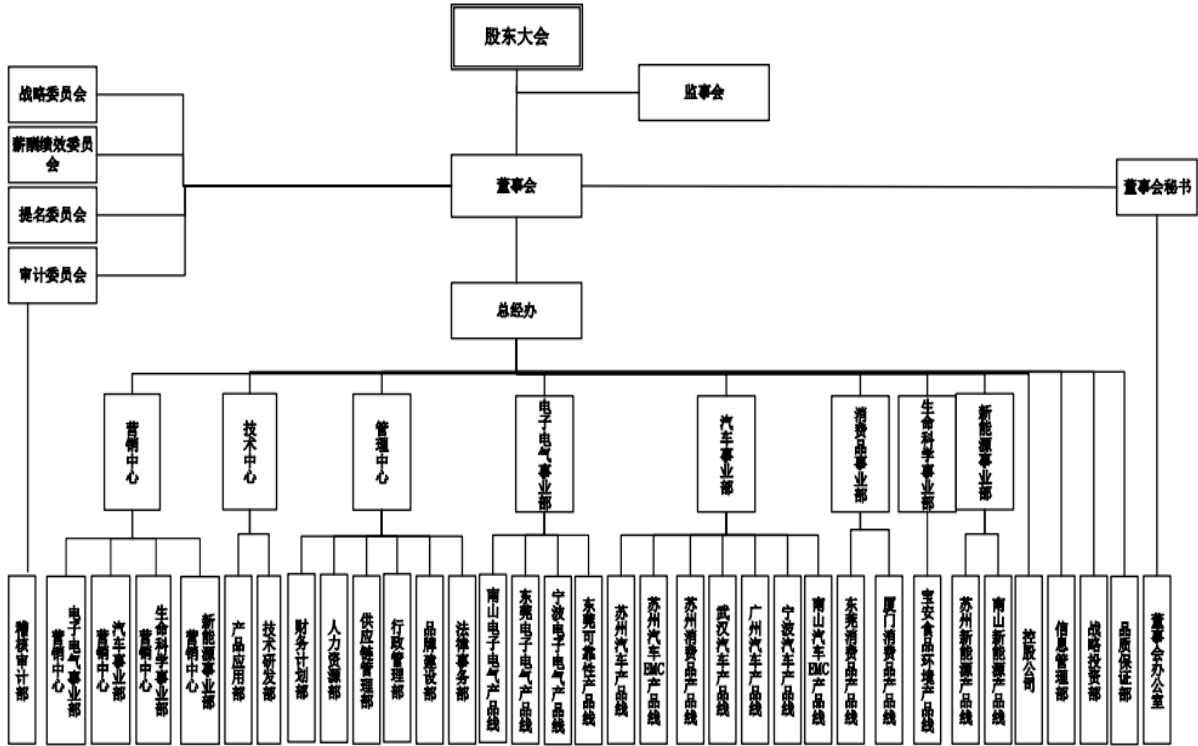 股东大会
监事会
战略委员会
薪酬绩效委员
会
提名委员会
审计委员会
董事会
董事会秘书
总经办
营销中心
技术中心
管理中心
电子电气事业部
汽车事业部
消费品事业部
生命科学事业部
新能源事业部
稽核审计部
电子电气事业部
营销中心
汽车事业部
营销中心
生命科学事业部
营销中心
新能源事业部
营销中心
产品应用部
技术研发部
财务计划部
人力资源部
供应链管理部
行政管理部
品牌建设部
法律事务部
南山电子电气产品线
东莞电子电气产品线
宁波电子电气产品线
东莞可靠性产品线
苏州汽车产品线
苏州汽车EMC产品线
苏州消费品产品线
武汉汽车产品线
广州汽车产品线
宁波汽车产品线
南山汽车EMC产品线
东莞消费品产品线
厦门消费品产品线
宝安食品环境产品线
苏州新能源产品线
南山新能源产品线
控股公司
信息管理部
战略投资部
品质保证部
董事会办公室